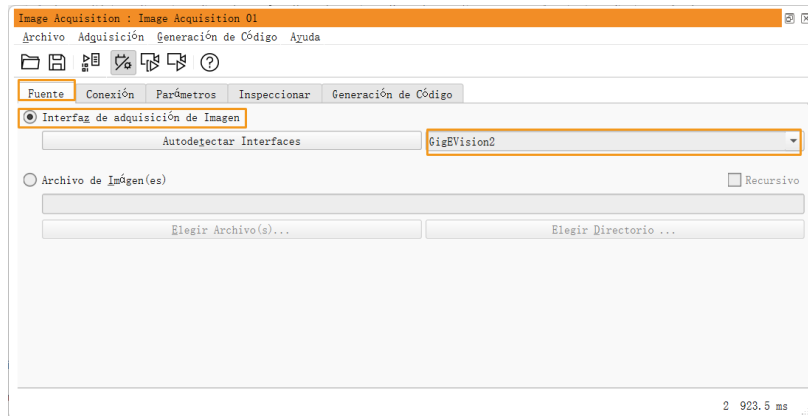 Image Acquisition : Image Acquisition 01
Archivo Adquisición Generación de Código Ayuda
Fuente Conexión Parámetros Inspeccionar Generación de Código
Interfaz de adquisición de Imagen
Autodetectar Interfaces GigEVision2
Archivo de Imágen(es) Recursivo
Elegir Archivo(s)... Elegir Directorio ...
2 923.5 ms